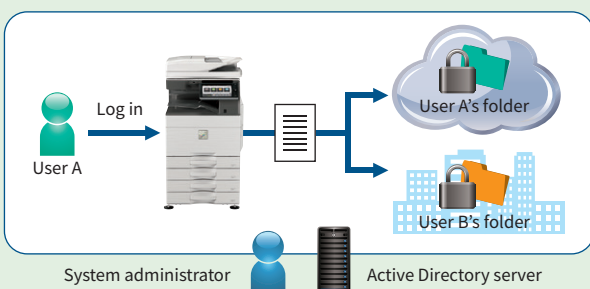 Log in
User A
User A's folder
User B's folder
System administrator
Active Directory server